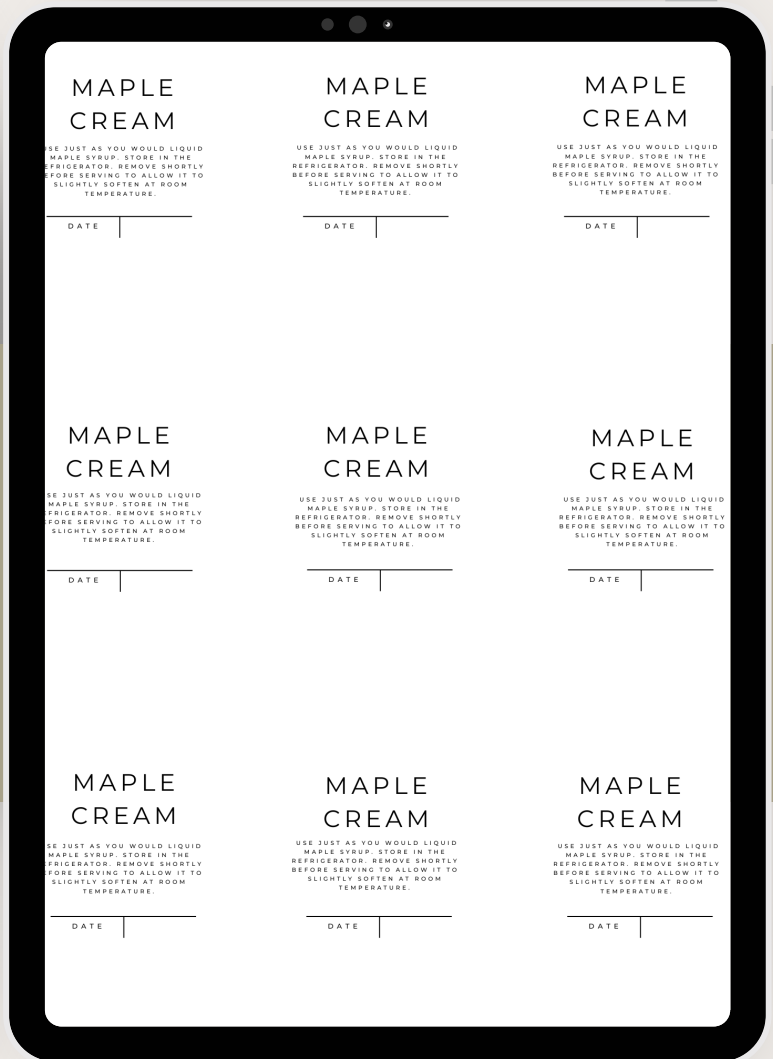 MAPLE
CREAM
USE JUST AS YOU WOULD LIQUID
MAPLE SYRUP. STORE IN THE
EFRIGERATOR. REMOVE SHORTLY
EFORE SERVING TO ALLOW IT TO
SLIGHTLY SOFTEN AT ROOM
TEMPERATURE.
DATE
MAPLE
CREAM
USE JUST AS YOU WOULD LIQUID
MAPLE SYRUP. STORE IN THE
REFRIGERATOR. REMOVE SHORTLY
BEFORE SERVING TO ALLOW IT TO
SLIGHTLY SOFTEN AT ROOM
TEMPERATURE.
DATE
MAPLE
CREAM
USE JUST AS YOU WOULD LIQUID
MAPLE SYRUP. STORE IN THE
REFRIGERATOR. REMOVE SHORTLY
BEFORE SERVING TO ALLOW IT TO
SLIGHTLY SOFTEN AT ROOM
TEMPERATURE.
DATE
MAPLE
CREAM
SE JUST AS YOU WOULD LIQUID
MAPLE SYRUP. STORE IN THE
FRIGERATOR. REMOVE SHORTLY
FORE SERVING TO ALLOW IT TO
SLIGHTLY SOFTEN AT ROOM
TEMPERATURE.
DATE
MAPLE
CREAM
USE JUST AS YOU WOULD LIQUID
MAPLE SYRUP. STORE IN THE
REFRIGERATOR. REMOVE SHORTLY
BEFORE SERVING TO ALLOW IT TO
SLIGHTLY SOFTEN AT ROOM
TEMPERATURE.
DATE
MAPLE
CREAM
USE JUST AS YOU WOULD LIQUID
MAPLE SYRUP. STORE IN THE
REFRIGERATOR. REMOVE SHORTLY
BEFORE SERVING TO ALLOW IT TO
SLIGHTLY SOFTEN AT ROOM
TEMPERATURE.
DATE
MAPLE
CREAM
SE JUST AS YOU WOULD LIQUID
MAPLE SYRUP. STORE IN THE
FRIGERATOR. REMOVE SHORTLY
EFORE SERVING TO ALLOW IT TO
SLIGHTLY SOFTEN AT ROOM
TEMPERATURE.
DATE
MAPLE
CREAM
USE JUST AS YOU WOULD LIQUID
MAPLE SYRUP. STORE IN THE
REFRIGERATOR. REMOVE SHORTLY
BEFORE SERVING TO ALLOW IT TO
SLIGHTLY SOFTEN AT ROOM
TEMPERATURE.
DATE
MAPLE
CREAM
USE JUST AS YOU WOULD LIQUID
MAPLE SYRUP. STORE IN THE
REFRIGERATOR. REMOVE SHORTLY
BEFORE SERVING TO ALLOW IT TO
SLIGHTLY SOFTEN AT ROOM
TEMPERATURE.
DATE